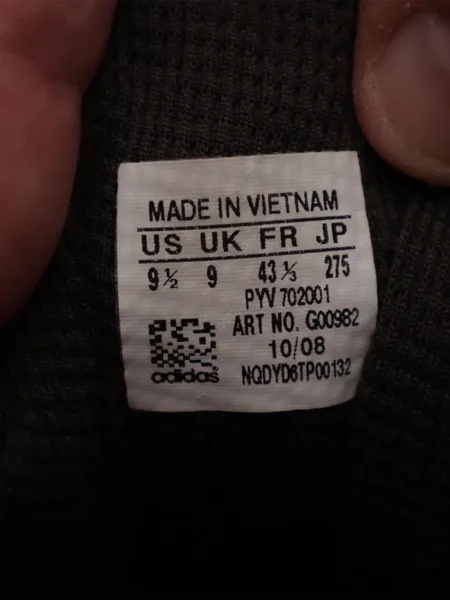 MADE IN VIETNAM
US UK FR JP
9½ 9 43⅓ 275
PYV 702001
ART NO. G00982
10/08
adidas NQDYD6TP00132